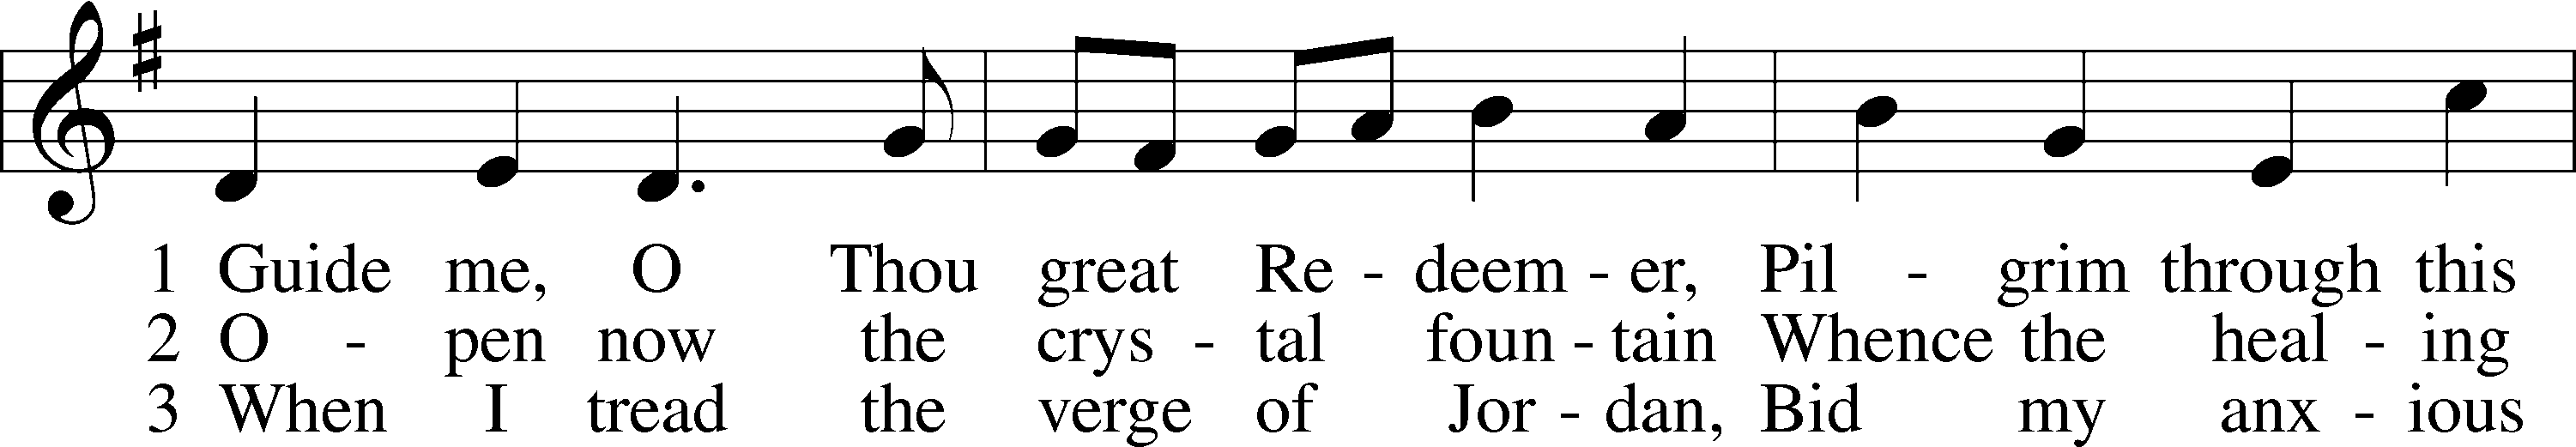 1 Guide me, O Thou great Re - deem - er, Pil - grim through this
2 O - pen now the crys - tal foun - tain Whence the heal - ing
3 When I tread the verge of Jor - dan, Bid my anx - ious